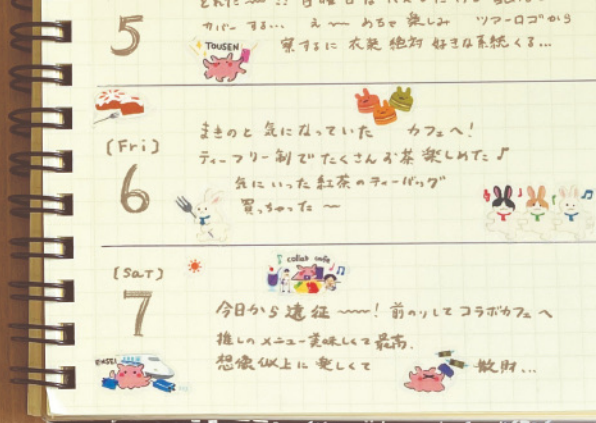 5
カバー する... え〜 めちゃ 楽しみ ツアーロゴから
TOUSEN
察するに 衣装 絶対 好きな系統 くる...
(Fri)
6
まきのと 気になっていた カフェへ!
ティーフリー制で たくさん お茶 楽しめた♪
気に いった 紅茶の ティーバッグ
買っちゃった 〜
(SAT)
7
collab cafe
今日から 遠征 〜〜! 前のりして コラボカフェ へ
推しの メニュー 美味しくて 最高.
想像以上に 楽しくて 散財...
ENSEI